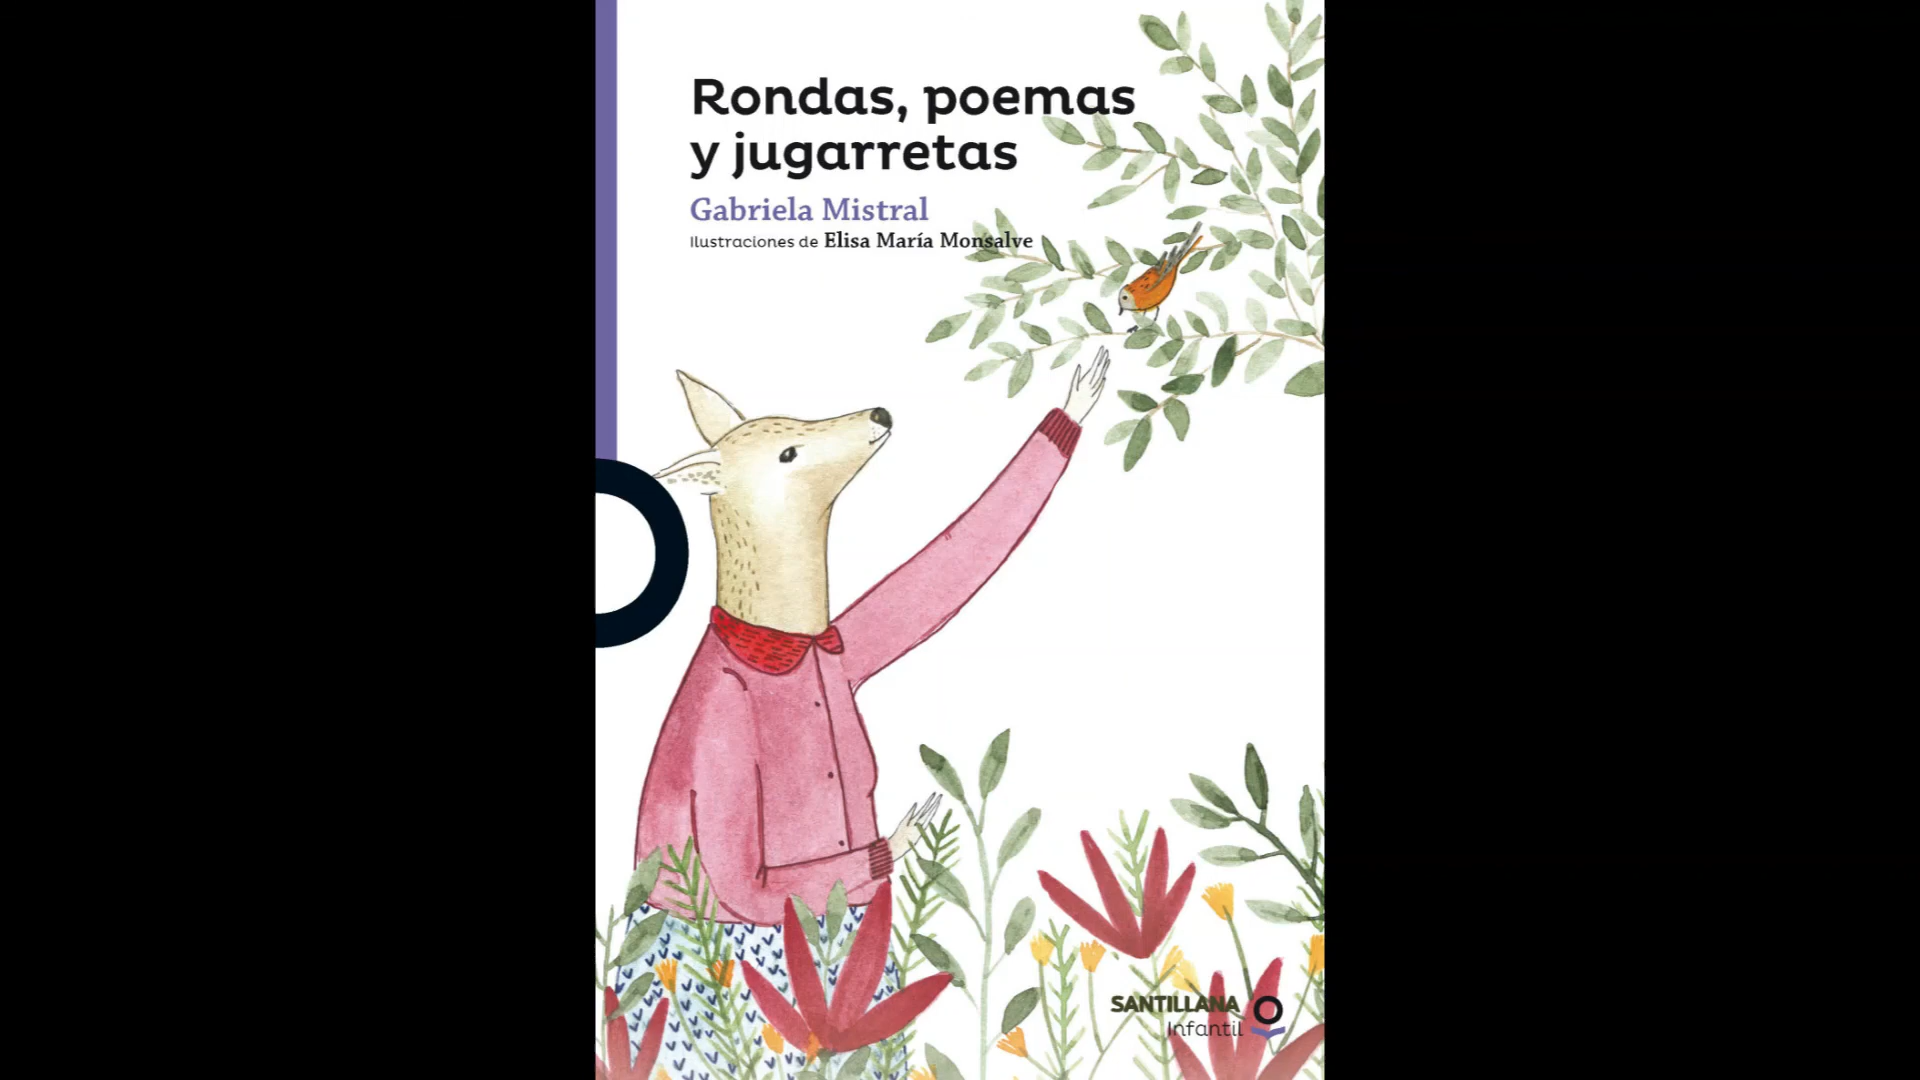 Rondas, poemas
y jugarretas
Gabriela Mistral
Ilustraciones de Elisa María Monsalve
SANTILLANA
Infantil